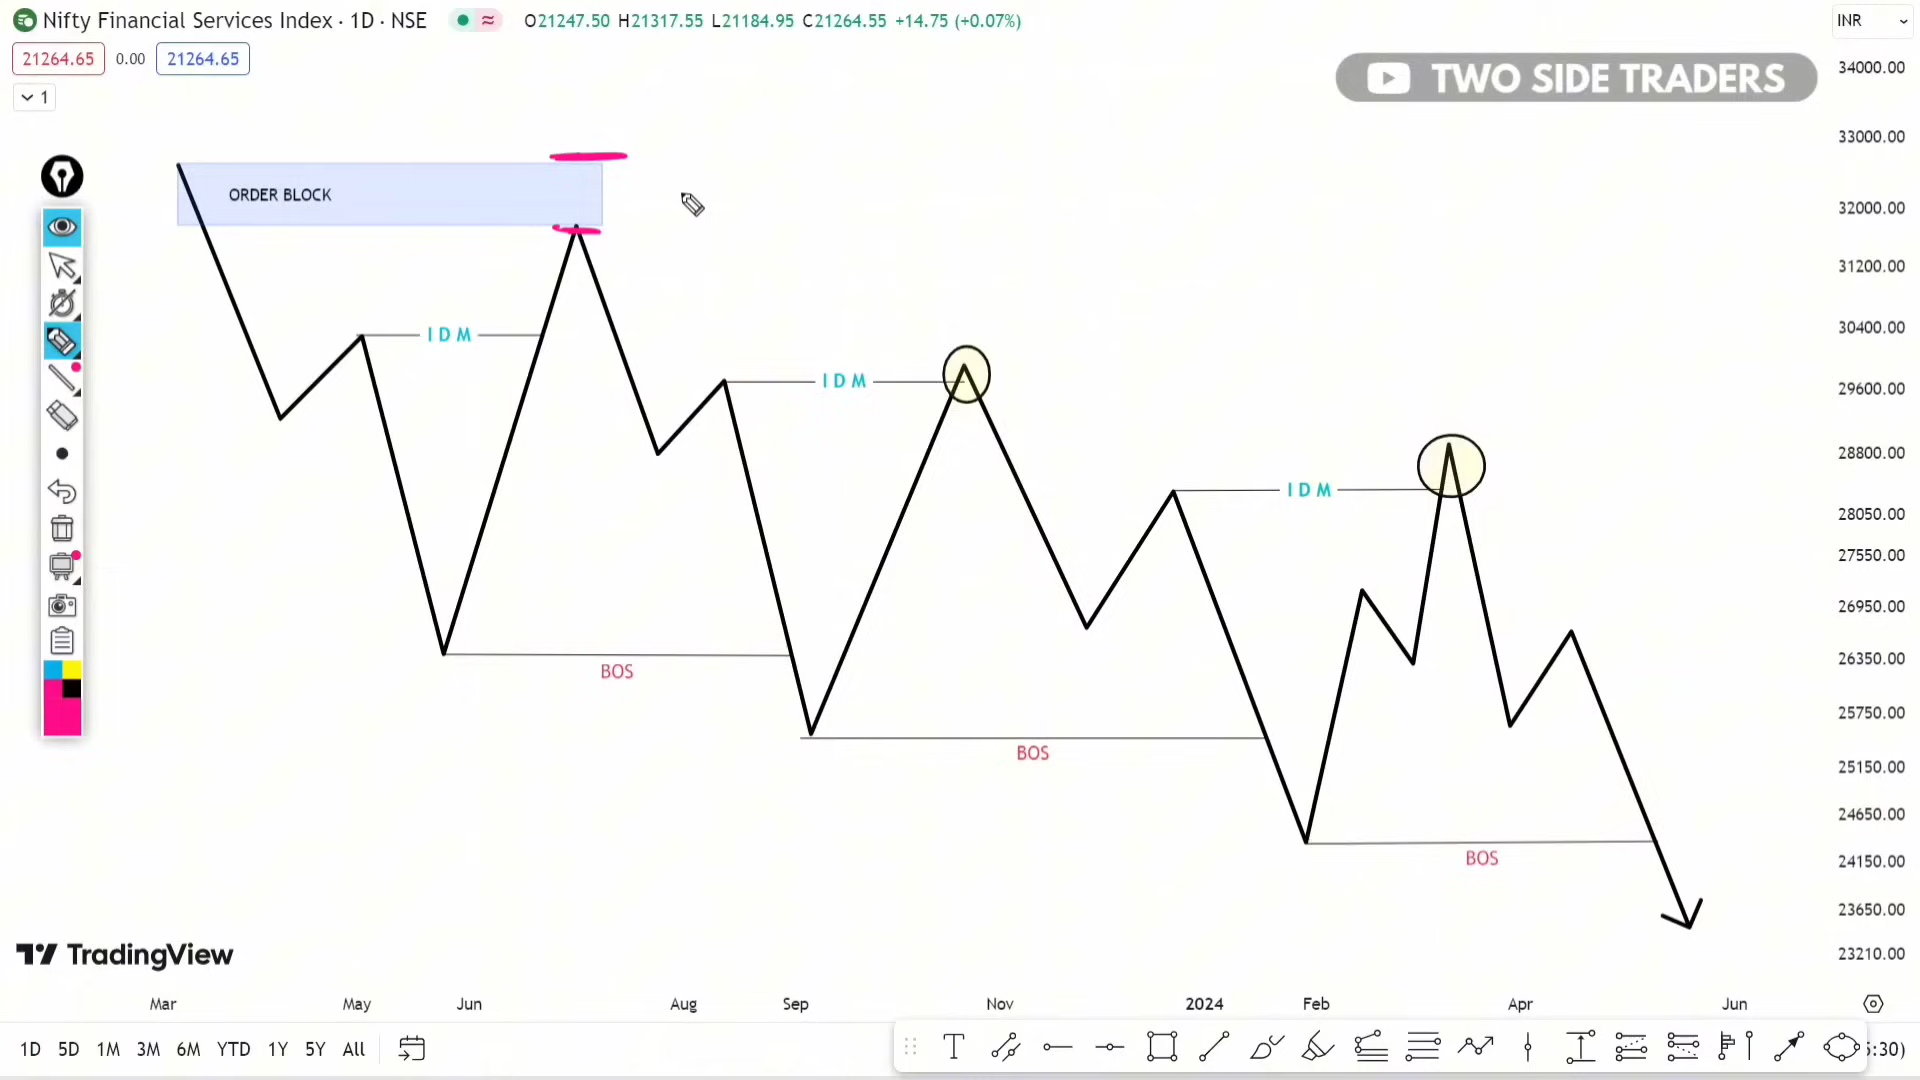 Nifty Financial Services Index · 1D · NSE
O21247.50 H21317.55 L21184.95 C21264.55 +14.75 (+0.07%)
INR
21264.65 0.00 21264.65
1
TWO SIDE TRADERS
34000.00
33000.00
32000.00
31200.00
30400.00
29600.00
28800.00
28050.00
27550.00
26950.00
26350.00
25750.00
25150.00
24650.00
24150.00
23650.00
23210.00
ORDER BLOCK
IDM
IDM
IDM
BOS
BOS
BOS
TradingView
Mar May Jun Aug Sep Nov 2024 Feb Apr Jun
1D 5D 1M 3M 6M YTD 1Y 5Y All
5:30)